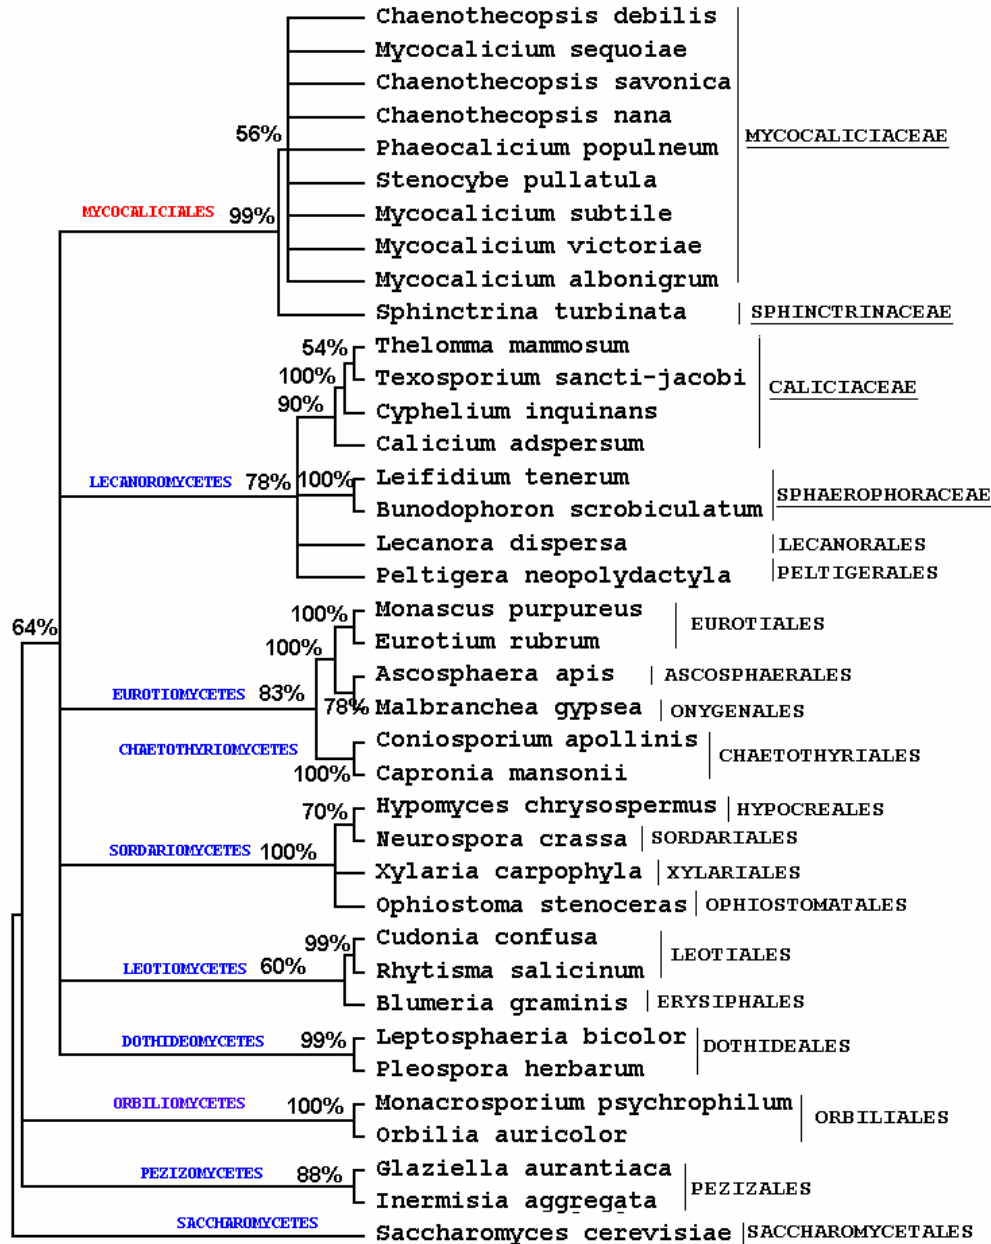 Chaenothecopsis debilis
Mycocalicium sequoiae
Chaenothecopsis savonica
Chaenothecopsis nana
56%
MYCOCALICIACEAE
Phaeocalicium populneum
Stenocybe pullatula
MYCOCALICIALES 99% Mycocalicium subtile
Mycocalicium victoriae
Mycocalicium albonigrum
Sphinctrina turbinata SPHINCTRINACEAE
54% Thelomma mammosum
100% Texosporium sancti-jacobi
CALICIACEAE
90% Cyphelium inquinans
Calicium adspersum
LECANOROMYCETES 78% 100% Leifidium tenerum
SPHAEROPHORACEAE
Bunodophoron scrobiculatum
Lecanora dispersa LECANORALES
Peltigera neopolydactyla PELTIGERALES
100% Monascus purpureus
EUROTIALES
64%
100% Eurotium rubrum
Ascosphaera apis ASCOSPHAERALES
EUROTIOMYCETES 83%
78% Malbranchea gypsea ONYGENALES
CHAETOTHYRIOMYCETES Coniosporium apollinis
CHAETOTHYRIALES
100% Capronia mansonii
70% Hypomyces chrysospermus HYPOCREALES
Neurospora crassa SORDARIALES
SORDARIOMYCETES 100%
Xylaria carpophyla XYLARIALES
Ophiostoma stenoceras OPHIOSTOMATALES
99% Cudonia confusa
LEOTIALES
LEOTIOMYCETES 60% Rhytisma salicinum
Blumeria graminis ERYSIPHALES
DOTHIDEOMYCETES 99% Leptosphaeria bicolor
DOTHIDEALES
Pleospora herbarum
ORBILIOMYCETES 100% Monacrosporium psychrophilum
ORBILIALES
Orbilia auricolor
PEZIZOMYCETES 88% Glaziella aurantiaca
PEZIZALES
Inermisia aggregata
SACCHAROMYCETES
Saccharomyces cerevisiae SACCHAROMYCETALES